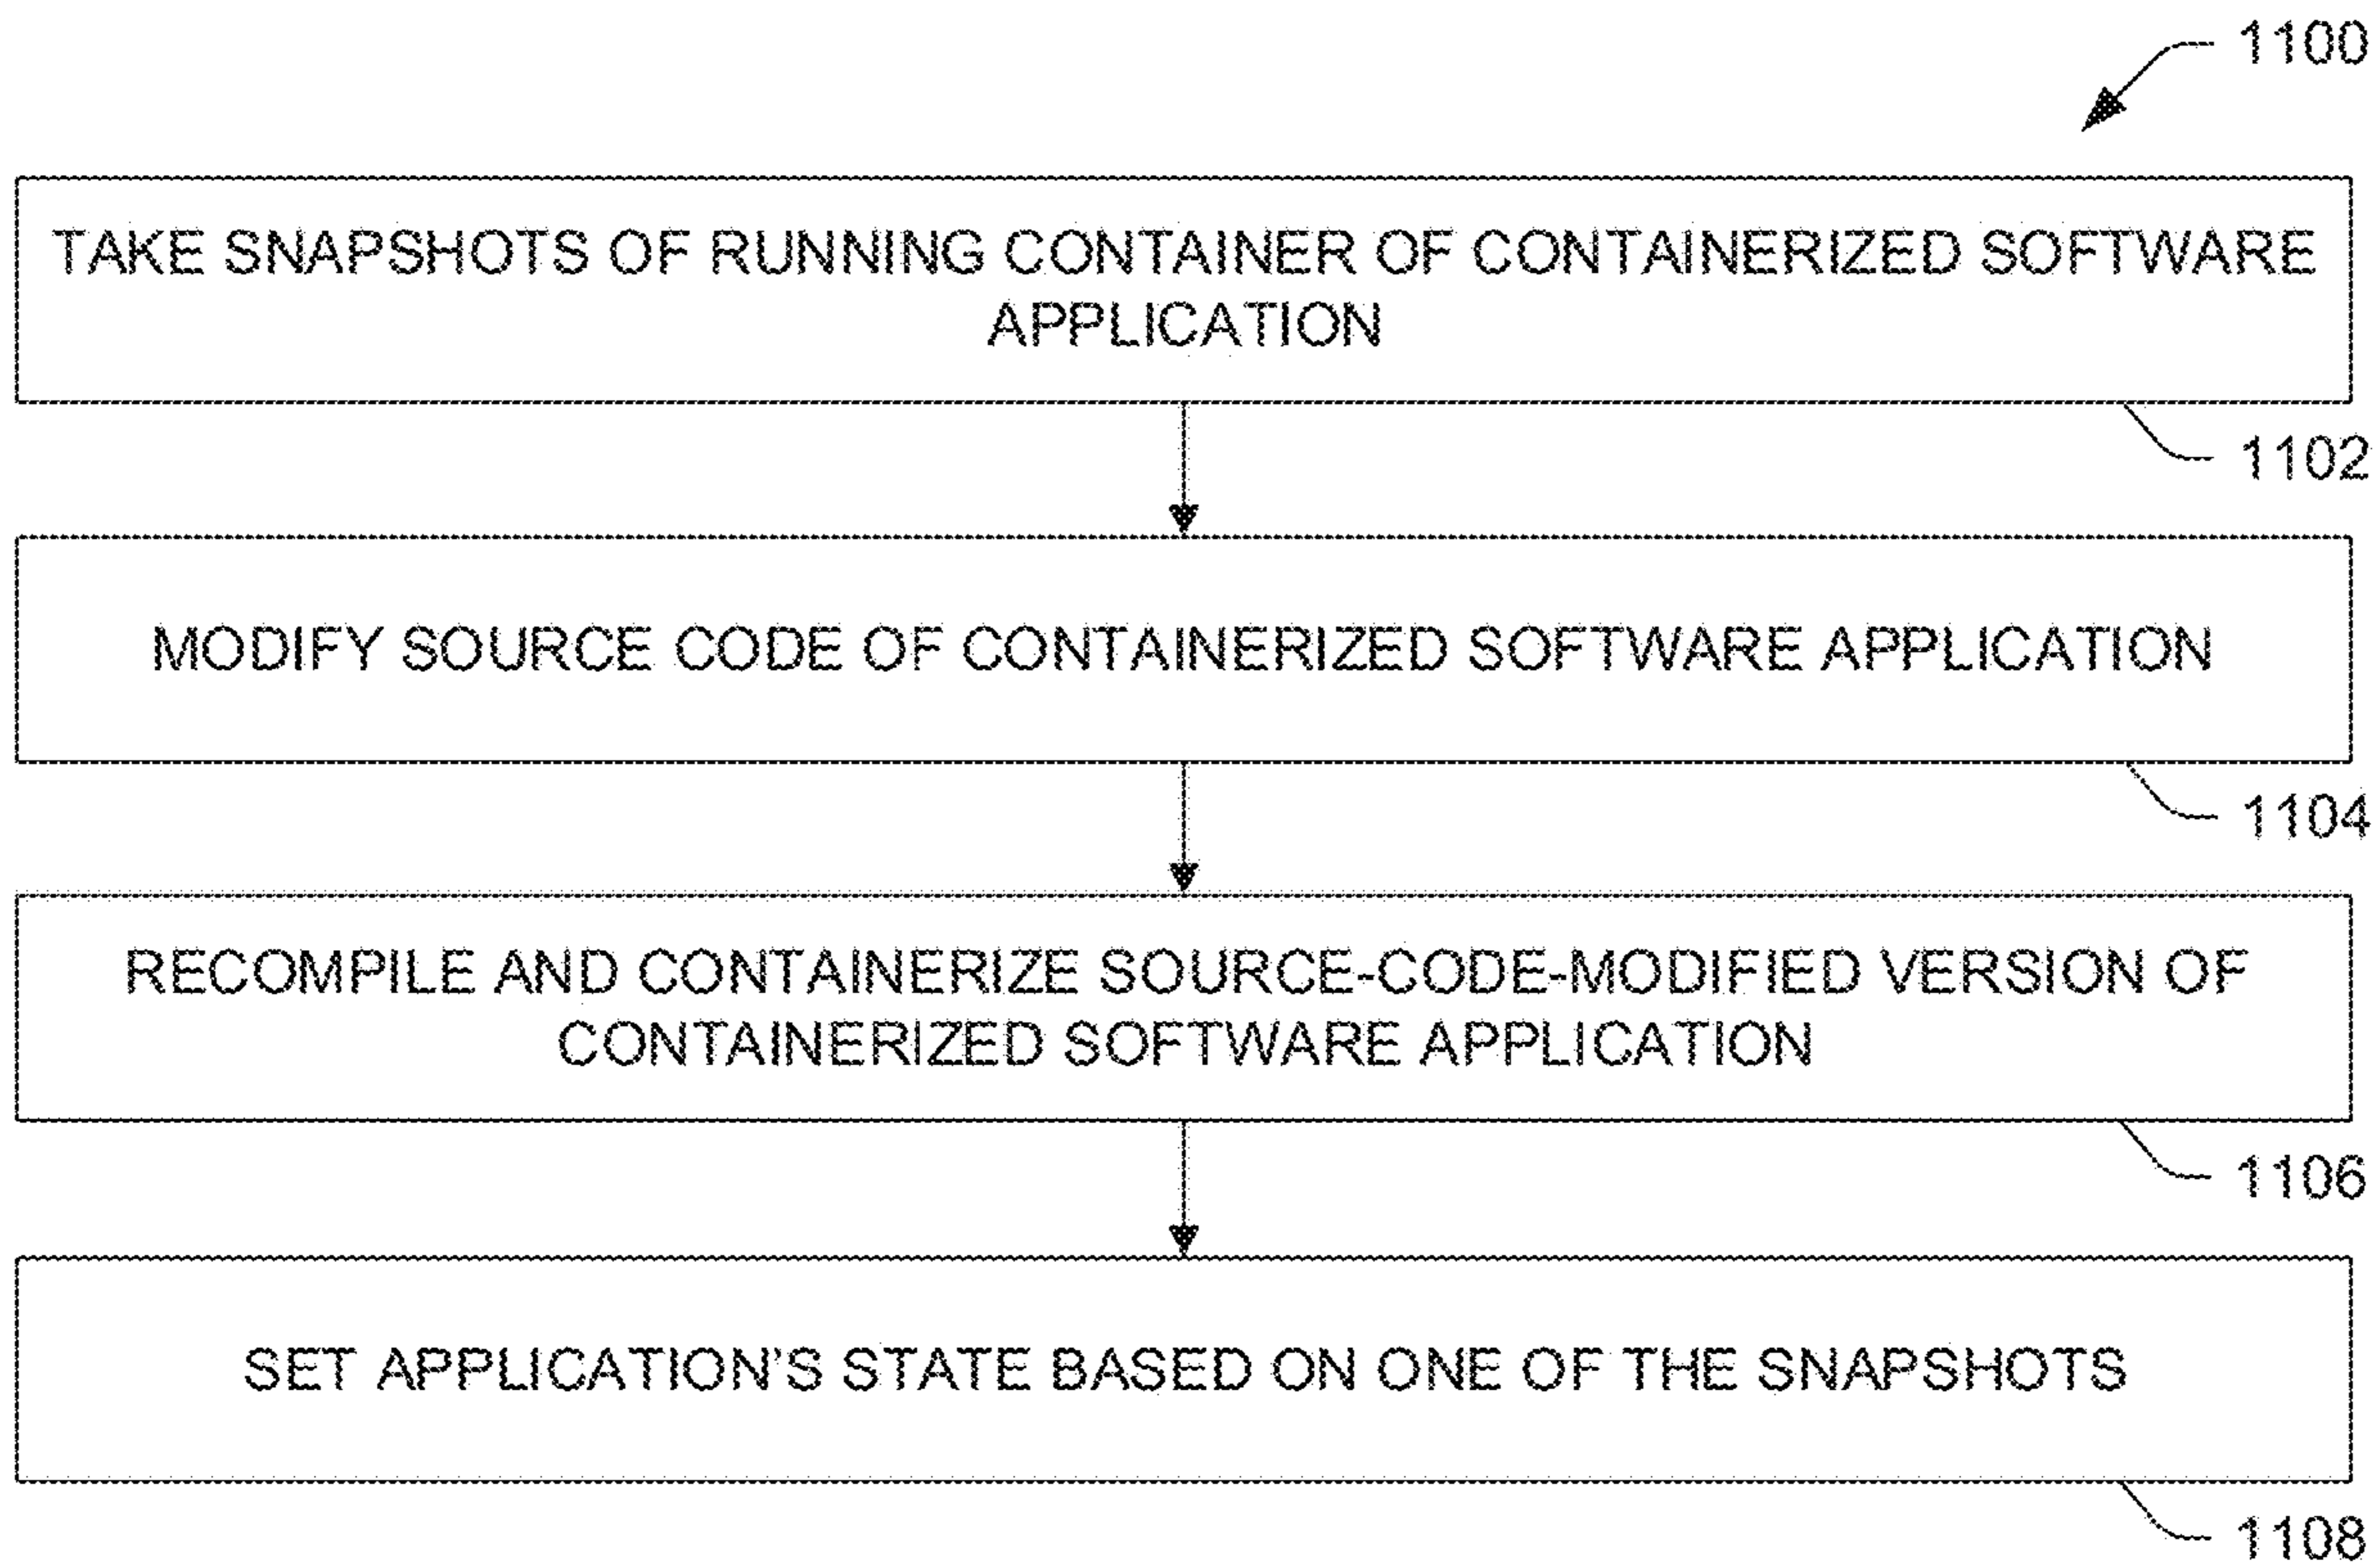 1100
TAKE SNAPSHOTS OF RUNNING CONTAINER OF CONTAINERIZED SOFTWARE
APPLICATION
1102
MODIFY SOURCE CODE OF CONTAINERIZED SOFTWARE APPLICATION
1104
RECOMPILE AND CONTAINERIZE SOURCE-CODE-MODIFIED VERSION OF
CONTAINERIZED SOFTWARE APPLICATION
1106
SET APPLICATION'S STATE BASED ON ONE OF THE SNAPSHOTS
1108